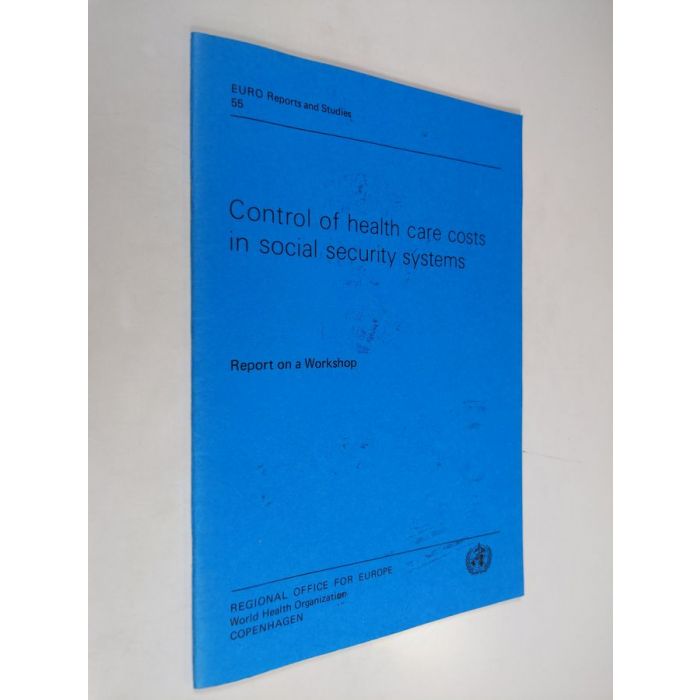 EURO Reports and Studies
55
Control of health care costs
in social security systems
Report on a Workshop
REGIONAL OFFICE FOR EUROPE
World Health Organization
COPENHAGEN